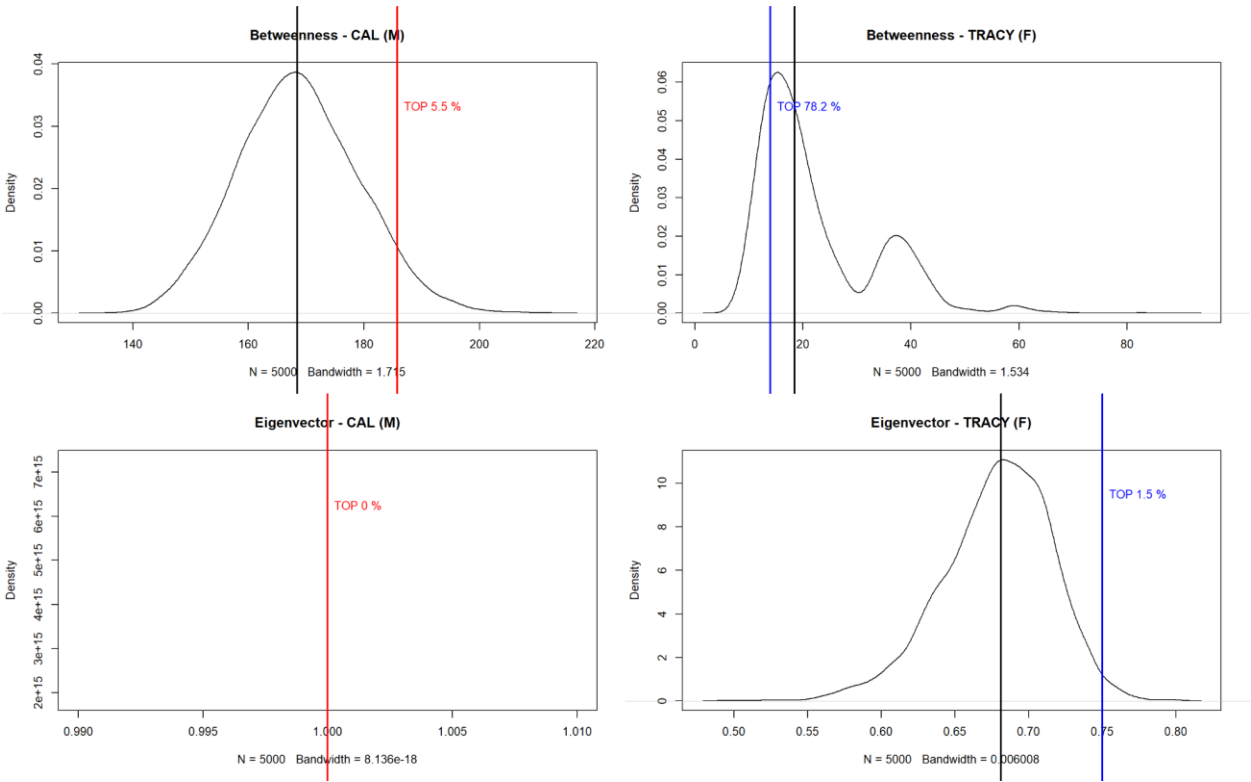 Betweenness - CAL (M)
Density
0.00
0.01
0.02
0.03
0.04
TOP 5.5 %
140 160 180 200 220
N = 5000 Bandwidth = 1.715
Betweenness - TRACY (F)
Density
0.00
0.01
0.02
0.03
0.04
0.05
0.06
TOP 78.2 %
0 20 40 60 80
N = 5000 Bandwidth = 1.534
Eigenvector - CAL (M)
Density
2e+15
3e+15
4e+15
5e+15
6e+15
7e+15
TOP 0 %
0.990 0.995 1.000 1.005 1.010
N = 5000 Bandwidth = 8.136e-18
Eigenvector - TRACY (F)
Density
0
2
4
6
8
10
TOP 1.5 %
0.50 0.55 0.60 0.65 0.70 0.75 0.80
N = 5000 Bandwidth = 0.006008